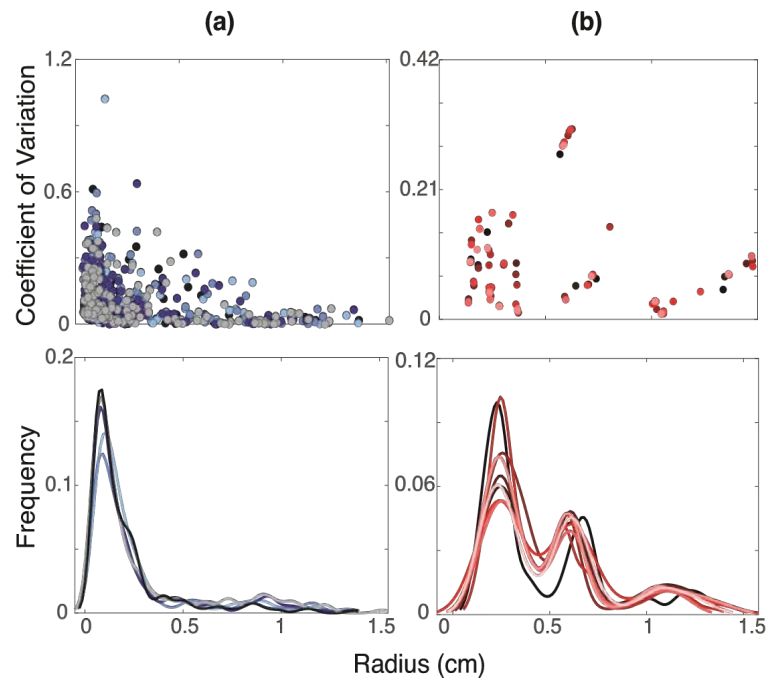 (a) (b)
1.2 0.42
Coefficient of Variation
0.6 0.21
0 0
0.2 0.12
Frequency
0.1 0.06
0 0
0 0.5 1 1.5 0 0.5 1 1.5
Radius (cm)